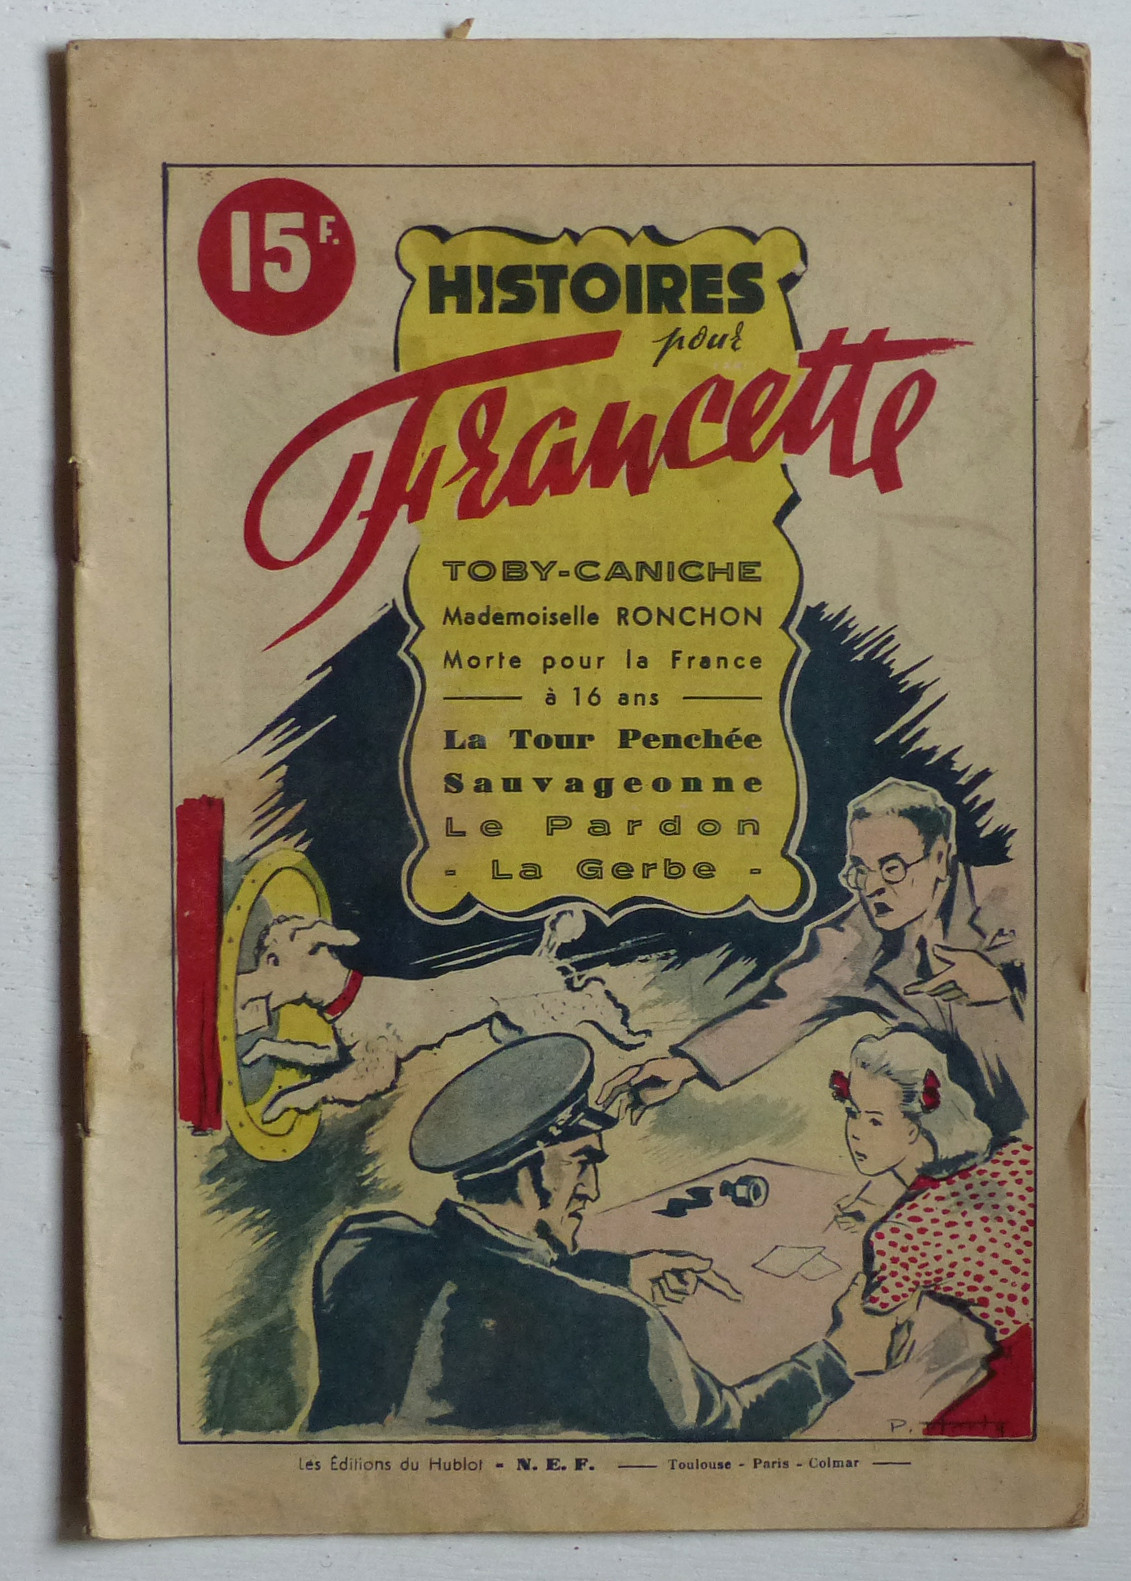 15 F.
HISTOIRES
pour
Francette
TOBY-CANICHE
Mademoiselle RONCHON
Morte pour la France
à 16 ans
La Tour Penchée
Sauvageonne
Le Pardon
- La Gerbe -
P.
Les Éditions du Hublot - N. E. F. — Toulouse - Paris - Colmar —